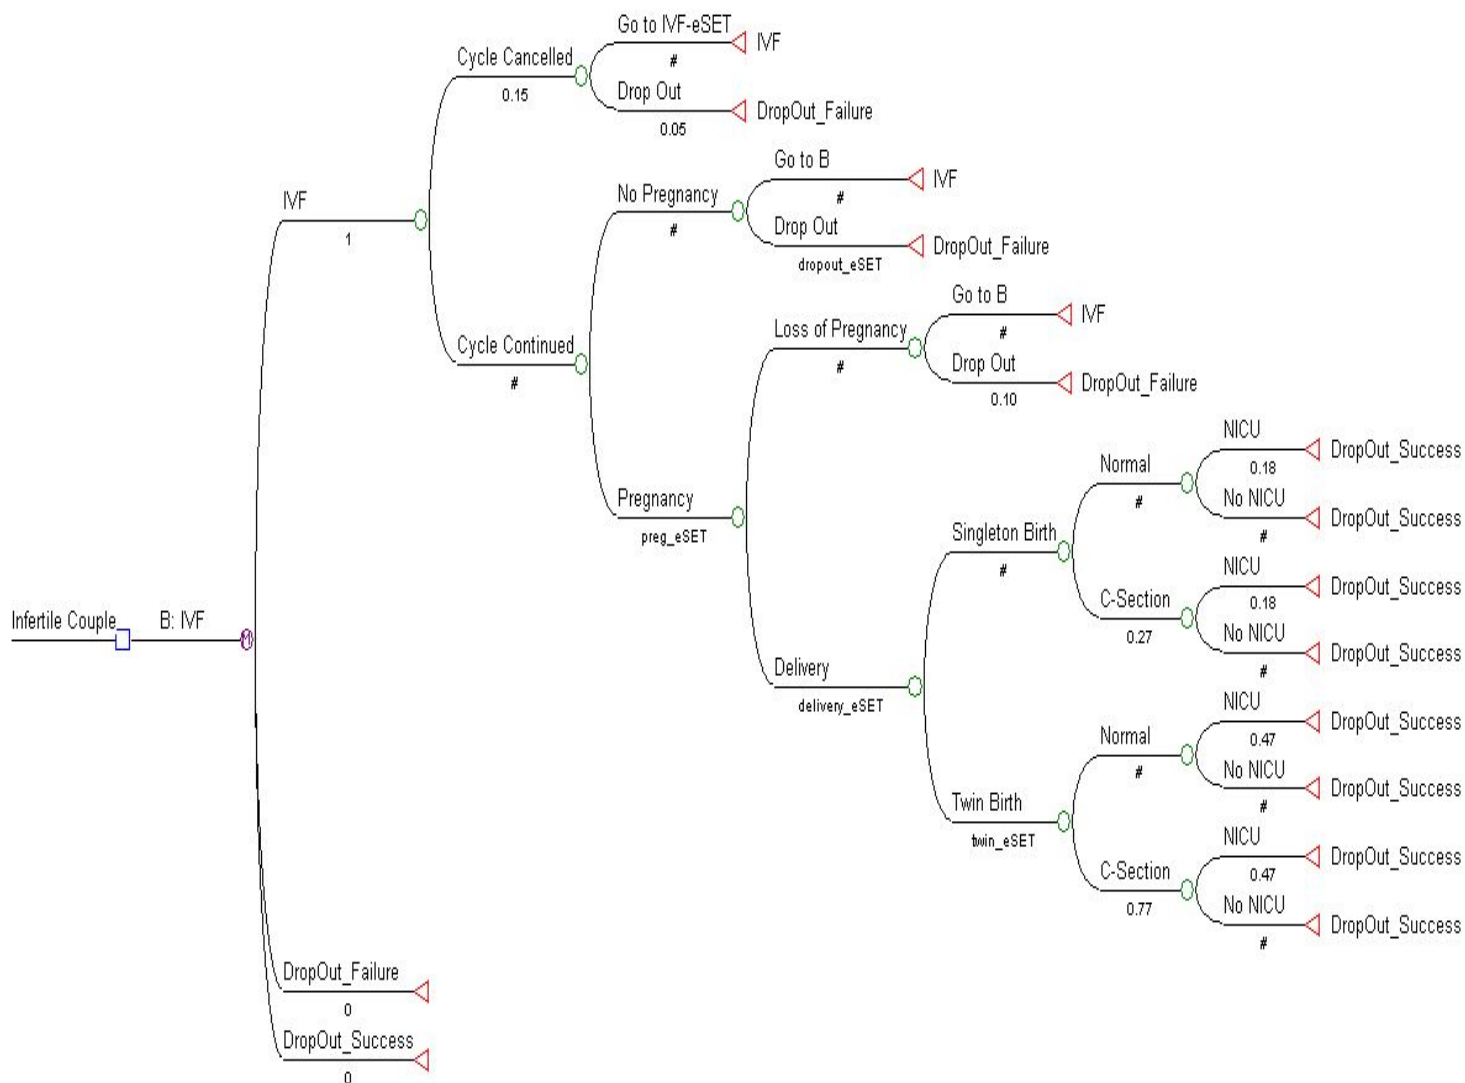 Go to IVF-eSET
IVF
#
Cycle Cancelled
0.15
Drop Out
DropOut_Failure
0.05
Go to B
IVF
#
No Pregnancy
#
Drop Out
DropOut_Failure
dropout_eSET
IVF
1
Go to B
IVF
#
Loss of Pregnancy
#
Drop Out
DropOut_Failure
0.10
Cycle Continued
#
NICU
DropOut_Success
0.18
Normal
#
No NICU
DropOut_Success
#
Pregnancy
preg_eSET
Singleton Birth
#
NICU
DropOut_Success
0.18
C-Section
0.27
No NICU
DropOut_Success
#
Infertile Couple
B: IVF
M
Delivery
delivery_eSET
NICU
DropOut_Success
0.47
Normal
#
No NICU
DropOut_Success
#
Twin Birth
twin_eSET
NICU
DropOut_Success
0.47
C-Section
0.77
No NICU
DropOut_Success
#
DropOut_Failure
0
DropOut_Success
0